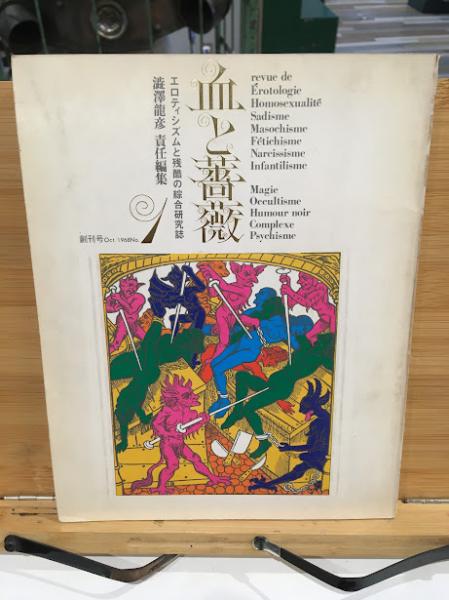 血と薔薇
エロティシズムと残酷の綜合研究誌
澁澤龍彦 責任編集
1
創刊号Oct. 1968No.
revue de
Érotologie
Homosexualité
Sadisme
Masochisme
Fétichisme
Narcissisme
Infantilisme
Magie
Occultisme
Humour noir
Complexe
Psychisme